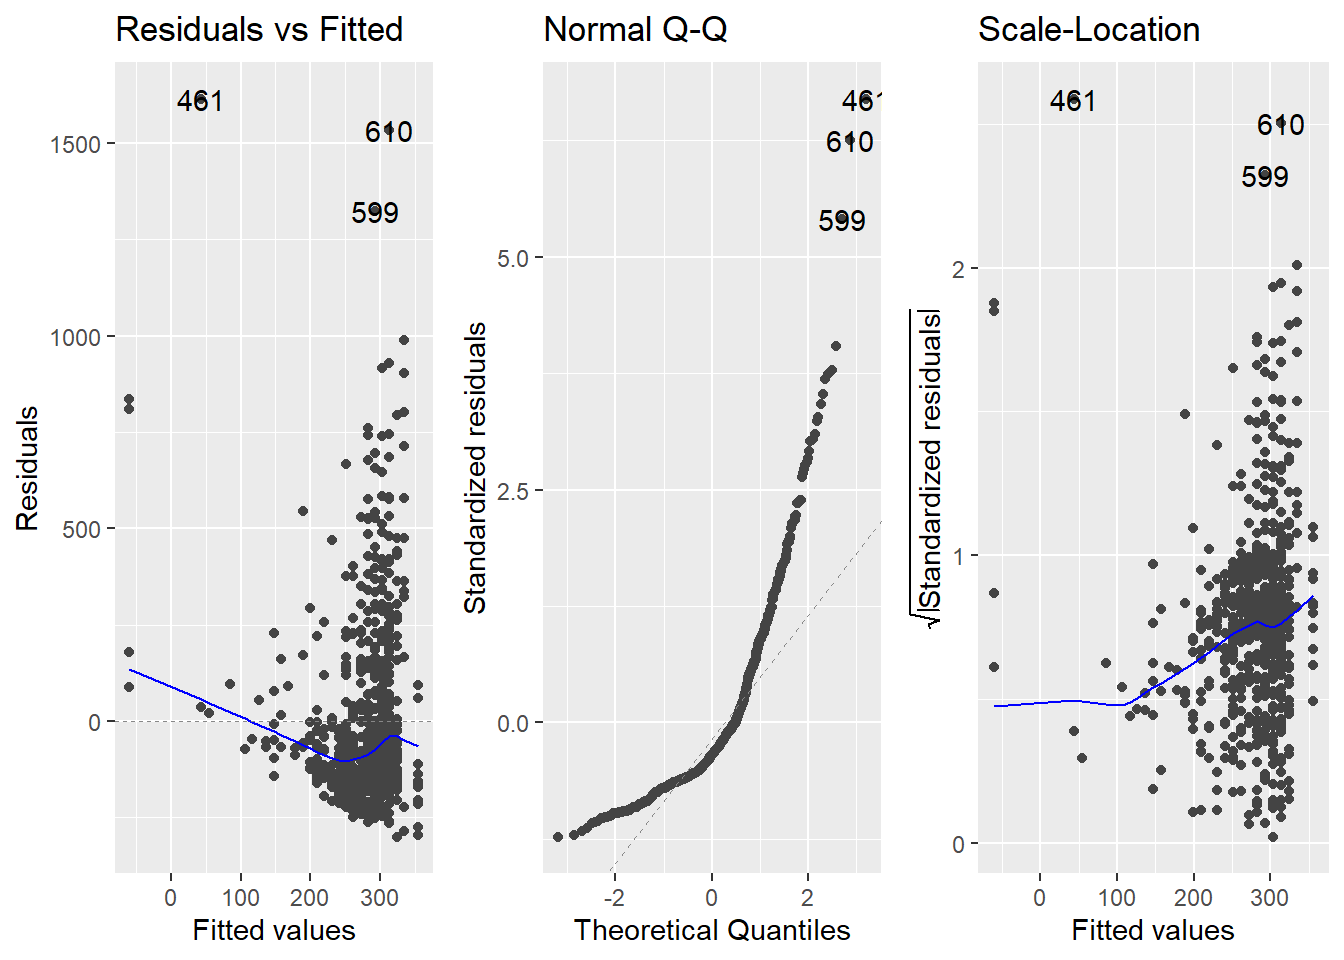 Residuals vs Fitted
461
610
599
1500
1000
500
0
Residuals
0 100 200 300
Fitted values
Normal Q-Q
461
610
599
5.0
2.5
0.0
Standardized residuals
-2 0 2
Theoretical Quantiles
Scale-Location
461
610
599
2
1
0
√|Standardized residuals|
0 100 200 300
Fitted values